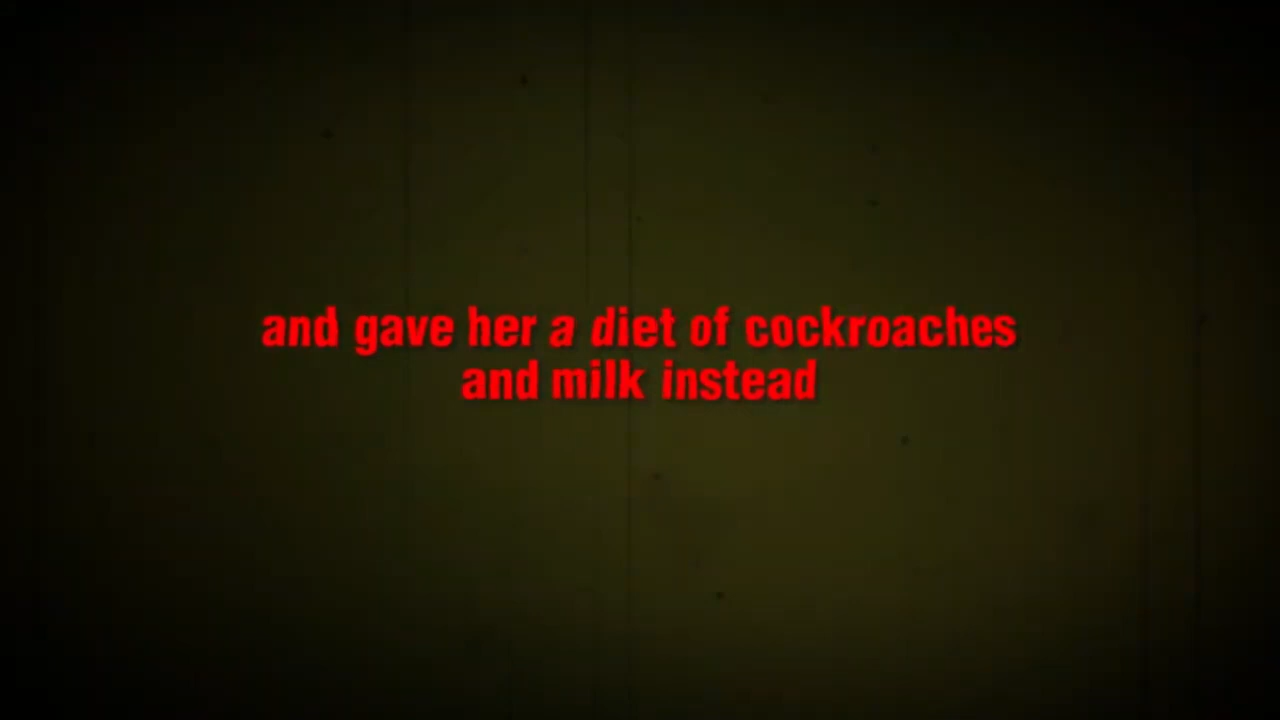 and gave her a diet of cockroaches
and milk instead